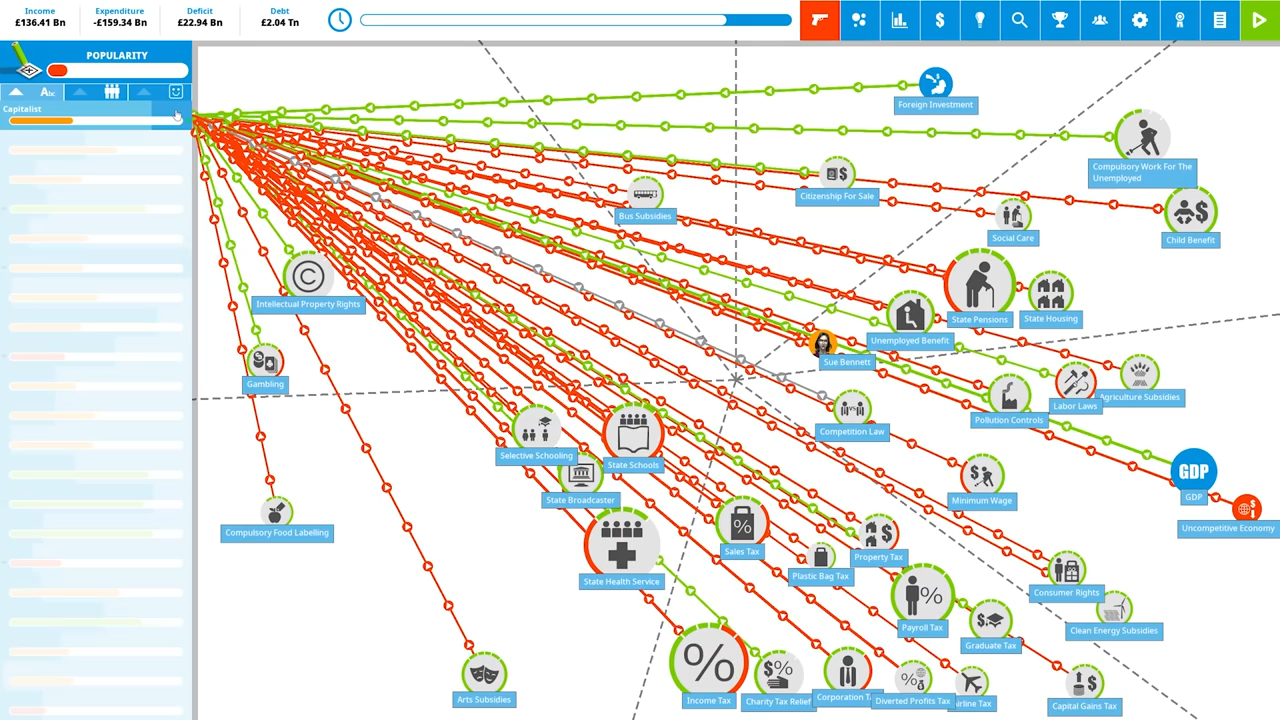 Income
£136.41 Bn
Expenditure
-£159.34 Bn
Deficit
£22.94 Bn
Debt
£2.04 Tn
POPULARITY
Abc
Capitalist
Foreign Investment
Compulsory Work For The
Unemployed
Citizenship For Sale
Bus Subsidies
Social Care
Child Benefit
Intellectual Property Rights
State Pensions
State Housing
Unemployed Benefit
Sue Bennett
Gambling
Agriculture Subsidies
Labor Laws
Pollution Controls
Competition Law
Selective Schooling
State Schools
GDP
GDP
State Broadcaster
Minimum Wage
Uncompetitive Economy
Compulsory Food Labelling
Sales Tax
Property Tax
State Health Service
Plastic Bag Tax
Consumer Rights
Payroll Tax
Clean Energy Subsidies
Graduate Tax
Arts Subsidies
Income Tax
Charity Tax Relief
Corporation T
Diverted Profits Tax
irline Tax
Capital Gains Tax